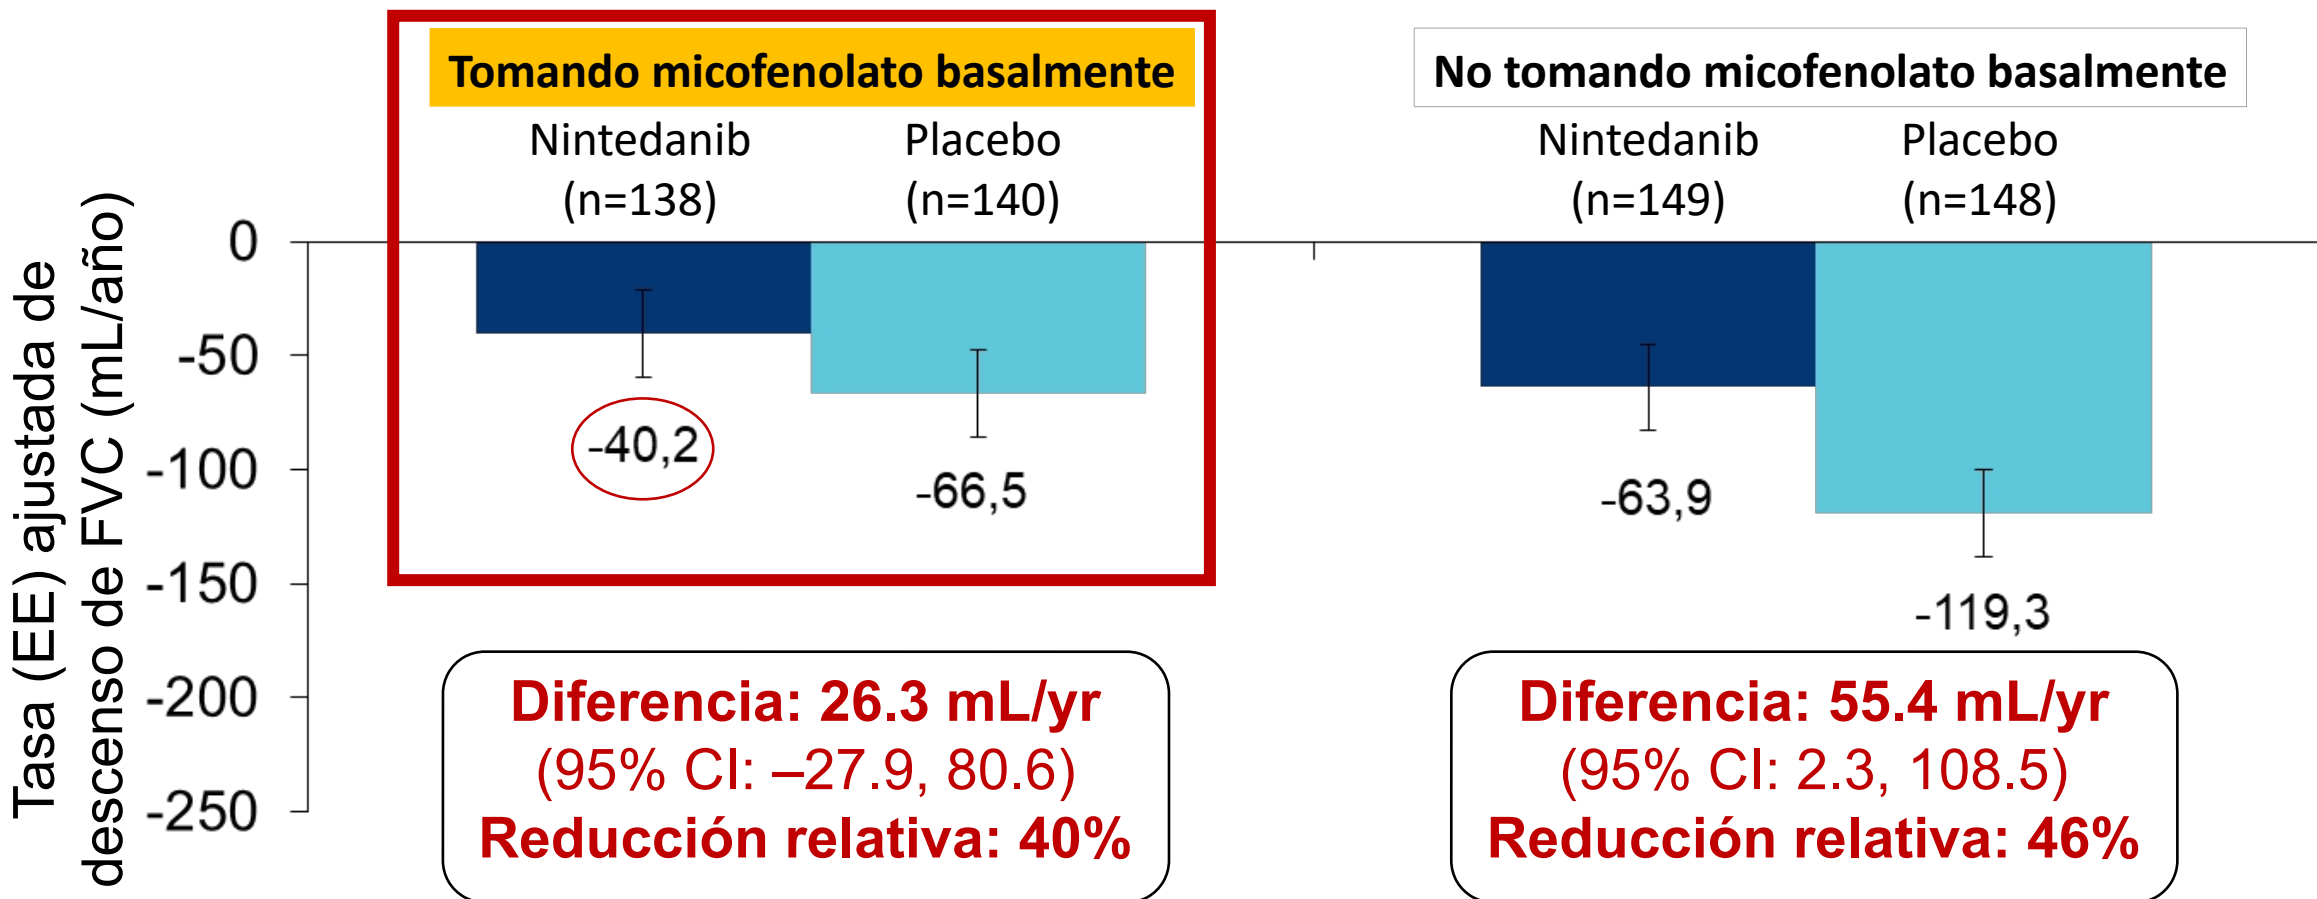 Tomando micofenolato basalmente
Nintedanib
(n=138)
Placebo
(n=140)
No tomando micofenolato basalmente
Nintedanib
(n=149)
Placebo
(n=148)
Tasa (EE) ajustada de
descenso de FVC (mL/año)
0
-50
-100
-150
-200
-250
-40,2
-66,5
-63,9
-119,3
Diferencia: 26.3 mL/yr
(95% CI: –27.9, 80.6)
Reducción relativa: 40%
Diferencia: 55.4 mL/yr
(95% CI: 2.3, 108.5)
Reducción relativa: 46%